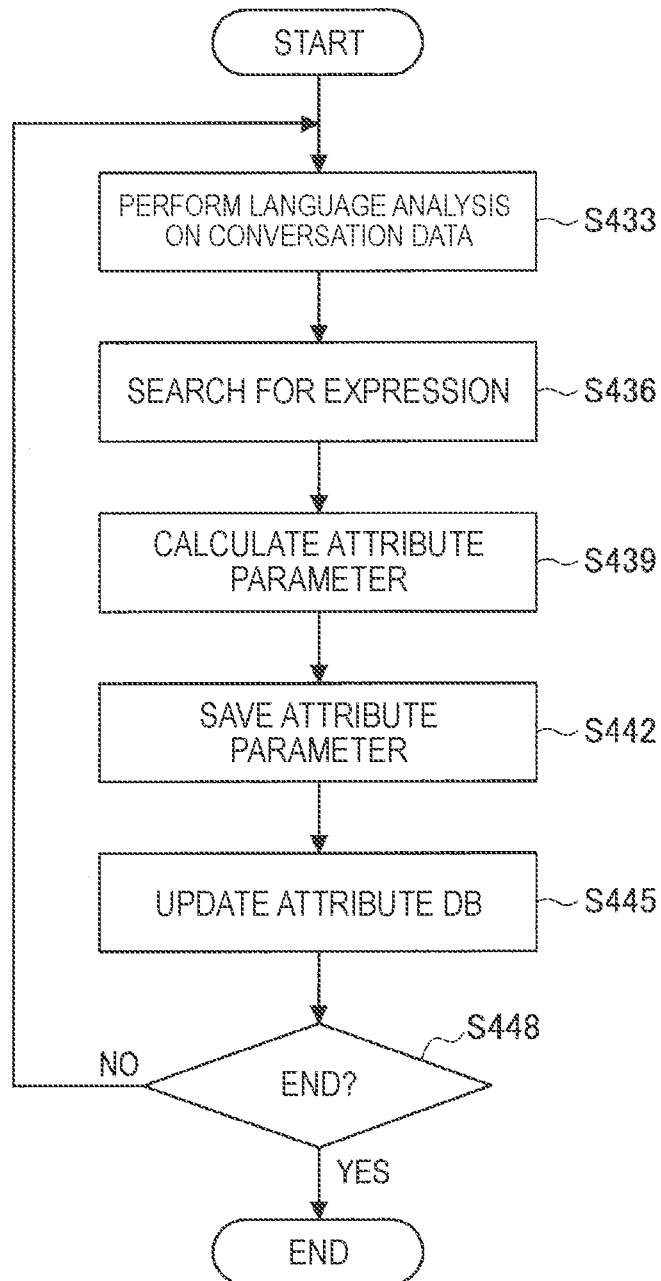 START
PERFORM LANGUAGE ANALYSIS
ON CONVERSATION DATA
S433
SEARCH FOR EXPRESSION
S436
CALCULATE ATTRIBUTE
PARAMETER
S439
SAVE ATTRIBUTE
PARAMETER
S442
UPDATE ATTRIBUTE DB
S445
S448
NO
END?
YES
END